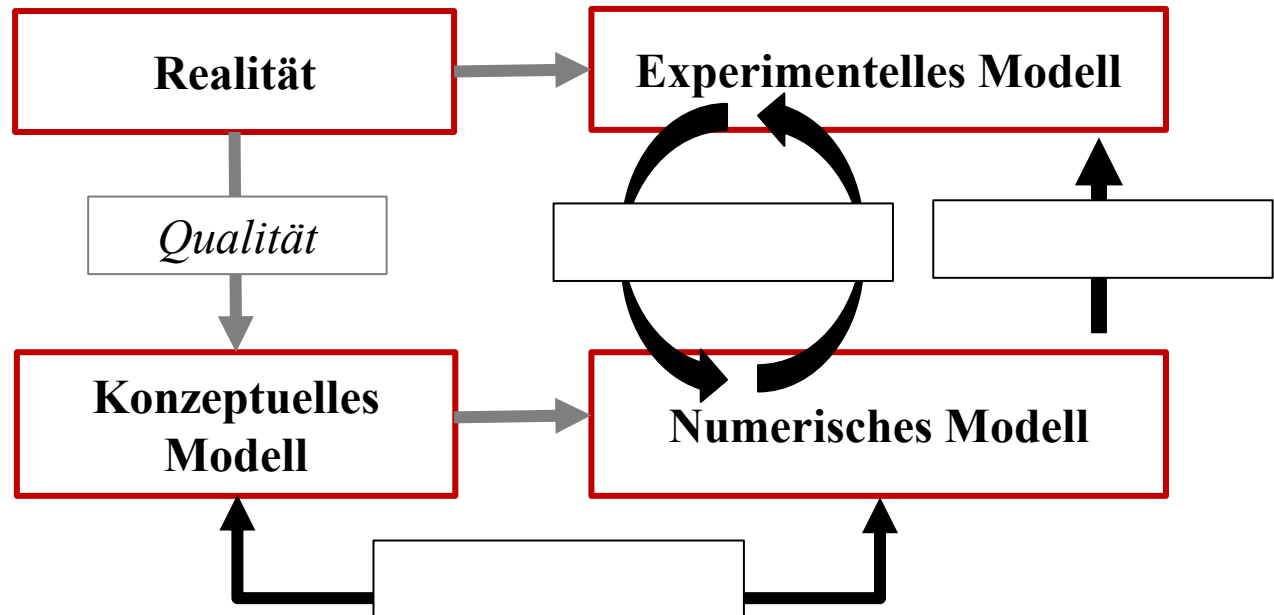 Realität
Experimentelles Modell
Qualität
Konzeptuelles
Modell
Numerisches Modell